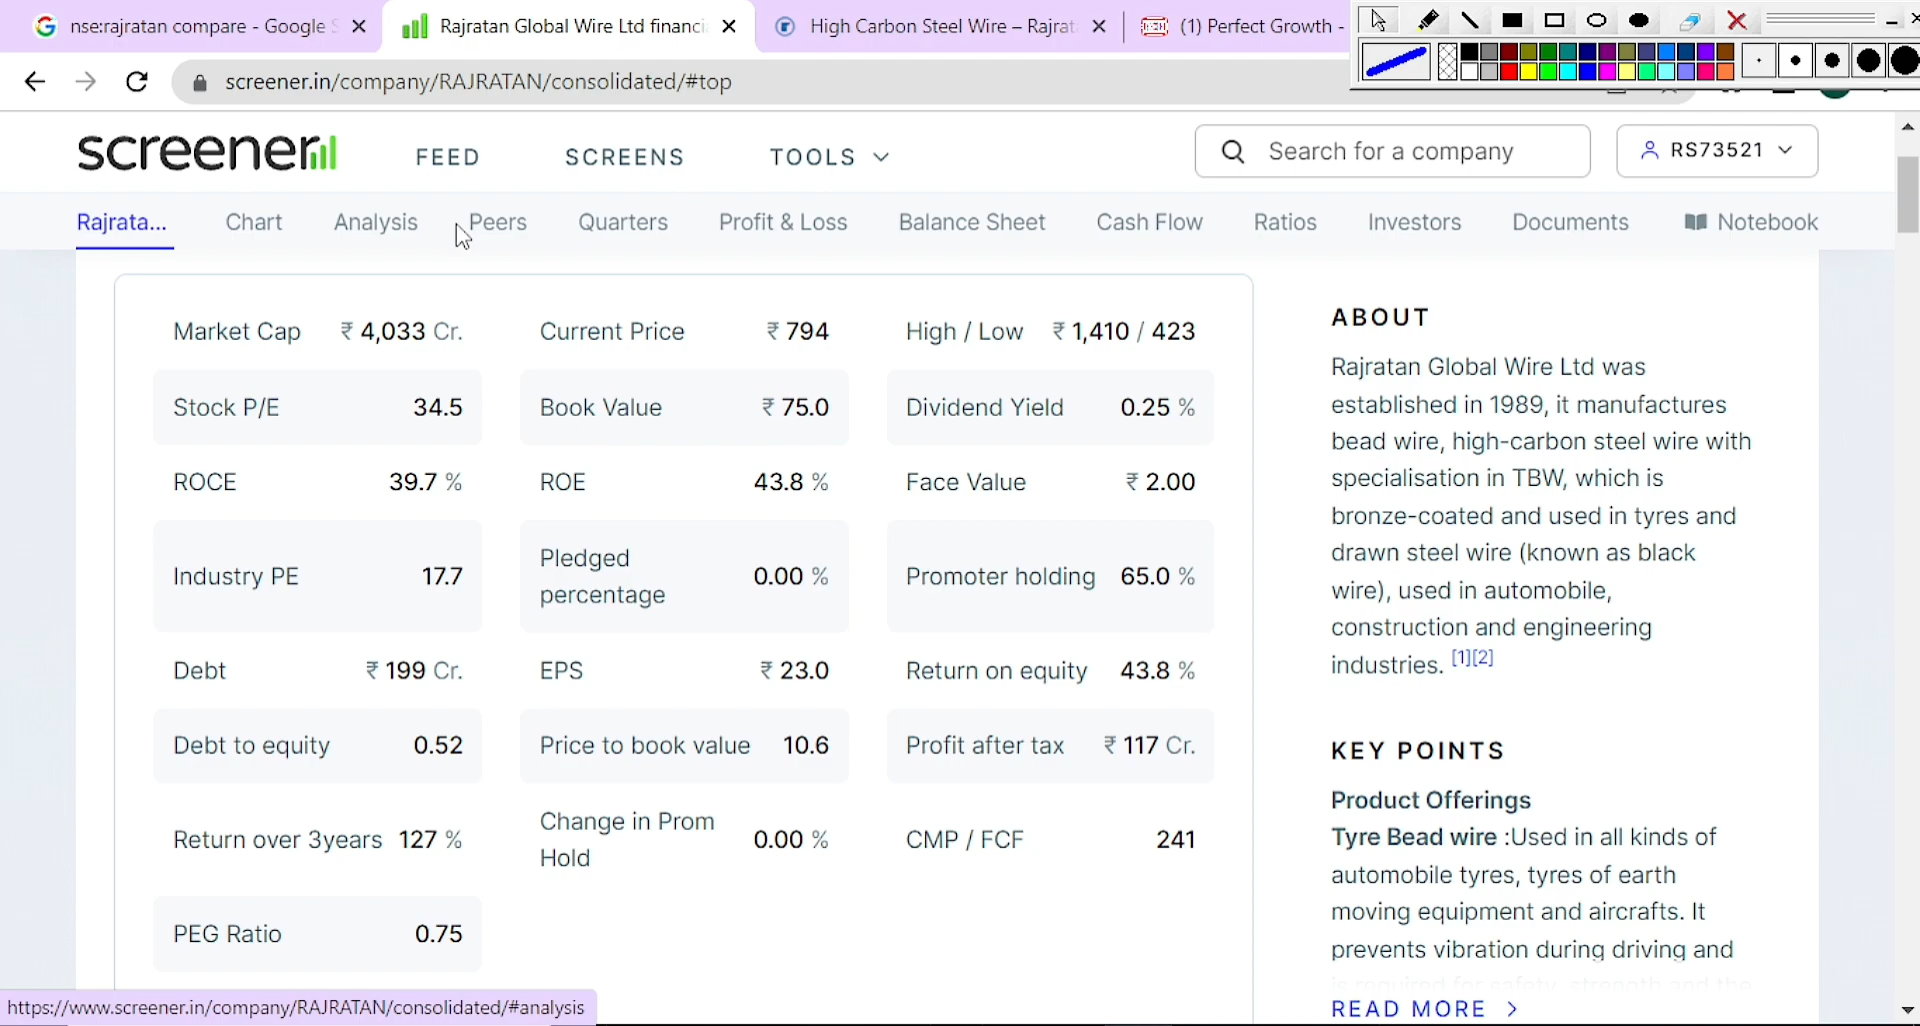 nse:rajratan compare - Google S
Rajratan Global Wire Ltd financi
High Carbon Steel Wire – Rajrat
(1) Perfect Growth -
screener.in/company/RAJRATAN/consolidated/#top
screener
FEED SCREENS TOOLS
Search for a company
RS73521
Rajrata... Chart Analysis Peers Quarters Profit & Loss Balance Sheet Cash Flow Ratios Investors Documents Notebook
Market Cap ₹ 4,033 Cr. Current Price ₹ 794 High / Low ₹ 1,410 / 423
Stock P/E 34.5 Book Value ₹ 75.0 Dividend Yield 0.25 %
ROCE 39.7 % ROE 43.8 % Face Value ₹ 2.00
Industry PE 17.7 Pledged
percentage 0.00 % Promoter holding 65.0 %
Debt ₹ 199 Cr. EPS ₹ 23.0 Return on equity 43.8 %
Debt to equity 0.52 Price to book value 10.6 Profit after tax ₹ 117 Cr.
Return over 3years 127 % Change in Prom
Hold 0.00 % CMP / FCF 241
PEG Ratio 0.75
ABOUT
Rajratan Global Wire Ltd was
established in 1989, it manufactures
bead wire, high-carbon steel wire with
specialisation in TBW, which is
bronze-coated and used in tyres and
drawn steel wire (known as black
wire), used in automobile,
construction and engineering
industries. [1][2]
KEY POINTS
Product Offerings
Tyre Bead wire :Used in all kinds of
automobile tyres, tyres of earth
moving equipment and aircrafts. It
prevents vibration during driving and
is required for safety, strength and the
READ MORE >
https://www.screener.in/company/RAJRATAN/consolidated/#analysis